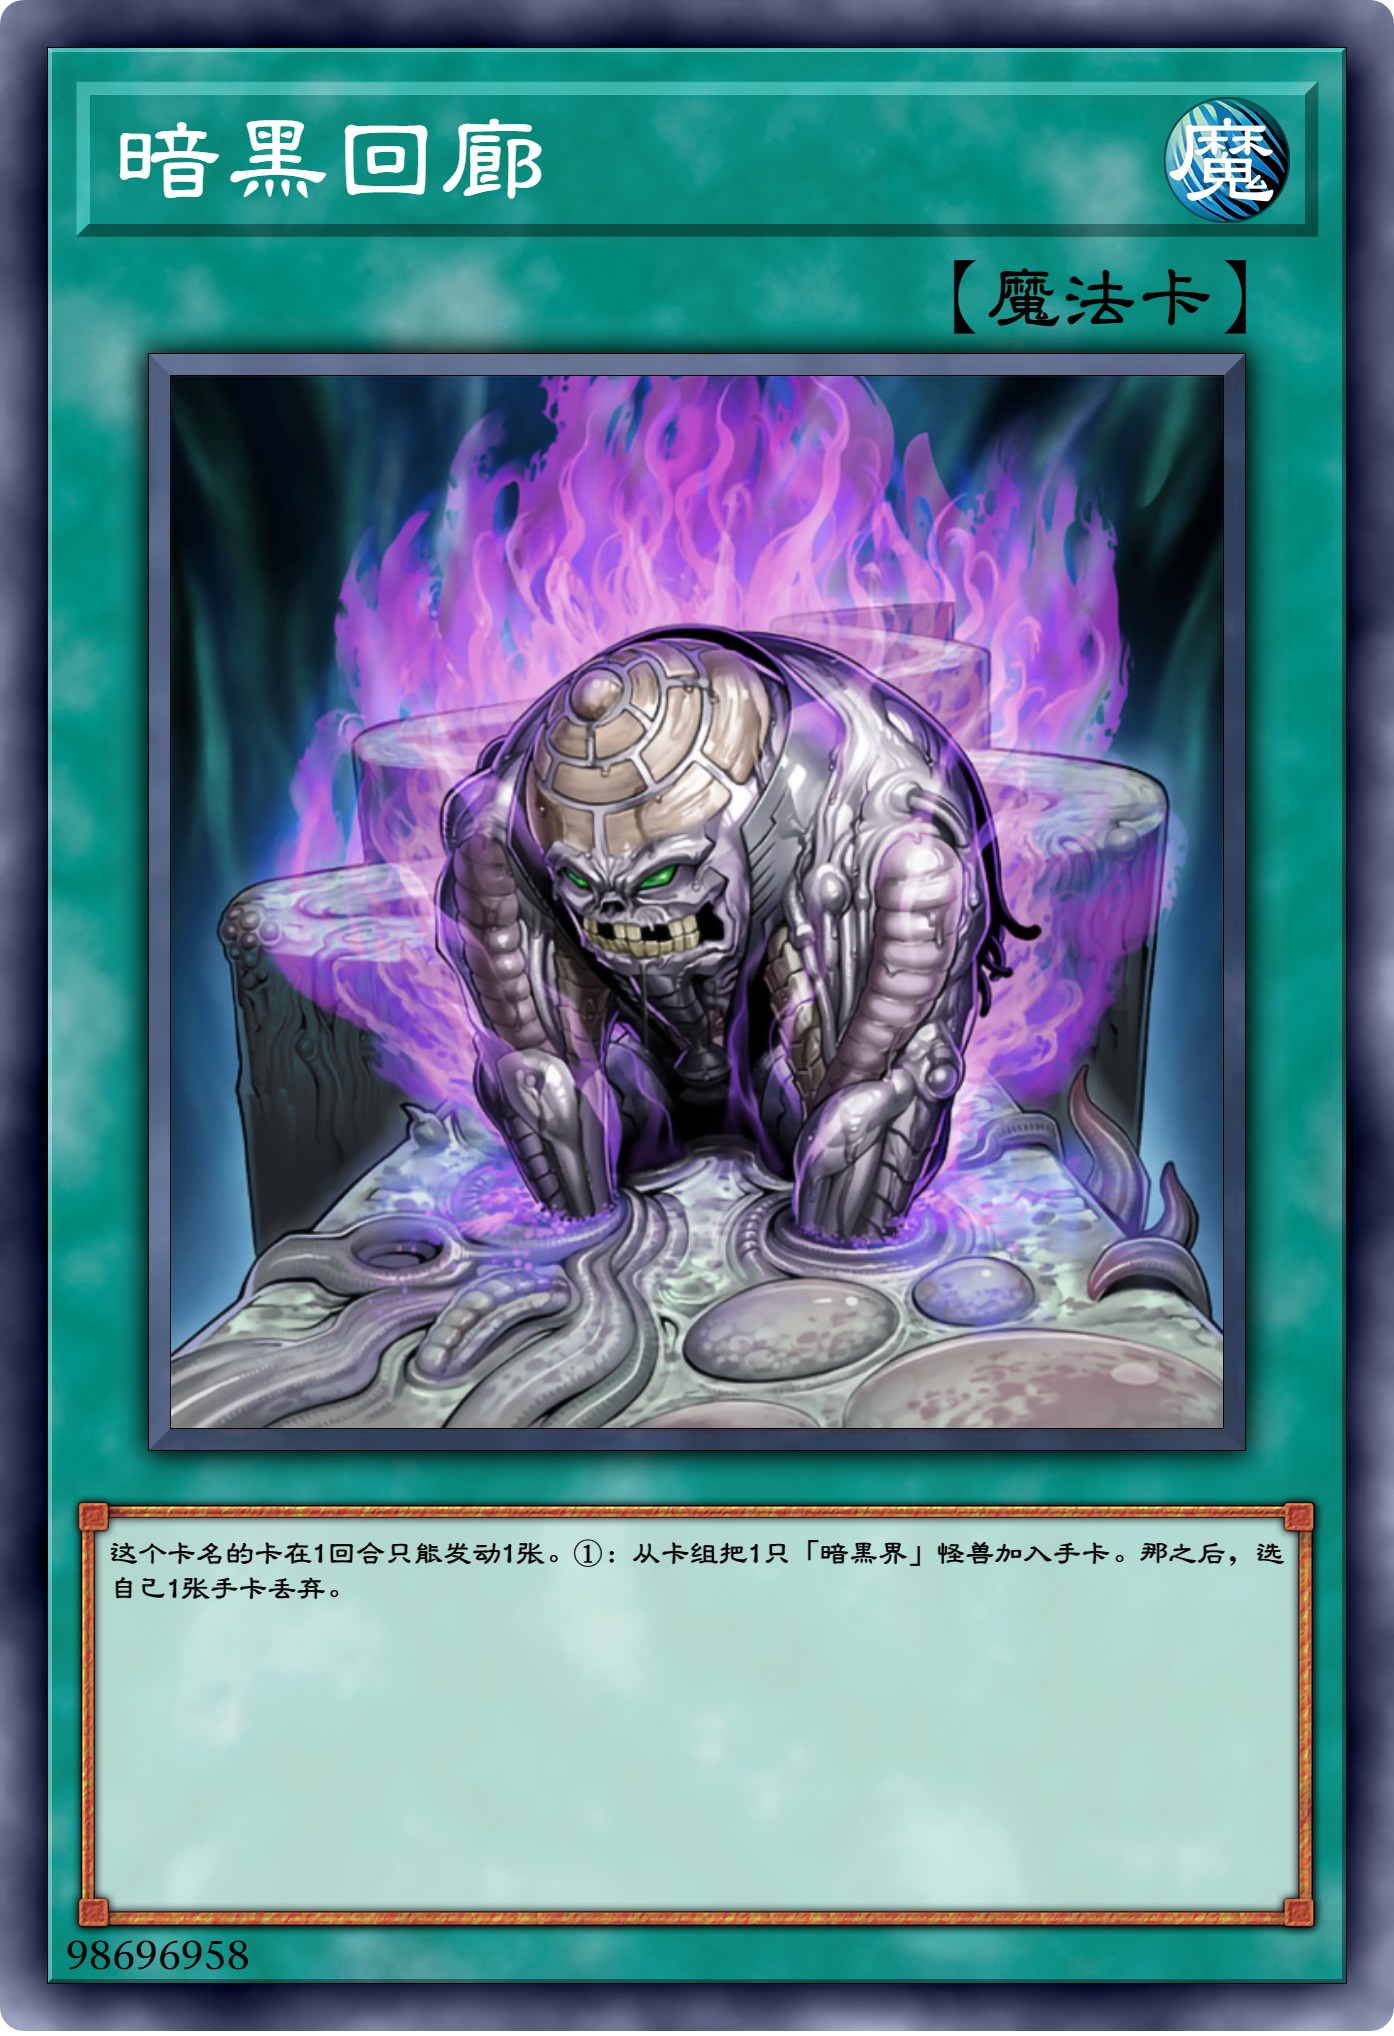 暗黑回廊
魔
【魔法卡】
这个卡名的卡在1回合只能发动1张。①：从卡组把1只「暗黑界」怪兽加入手卡。那之后，选
自己1张手卡丢弃。
98696958